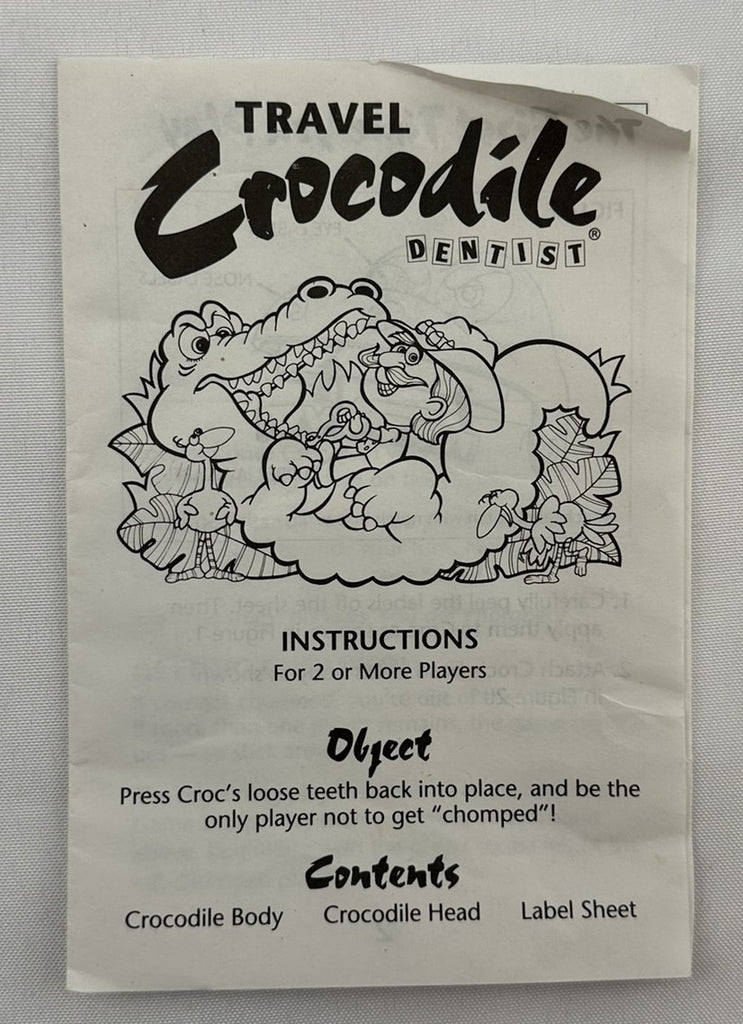 TRAVEL
Crocodile
DENTIST®
INSTRUCTIONS
For 2 or More Players
Object
Press Croc's loose teeth back into place, and be the
only player not to get "chomped"!
Contents
Crocodile Body Crocodile Head Label Sheet